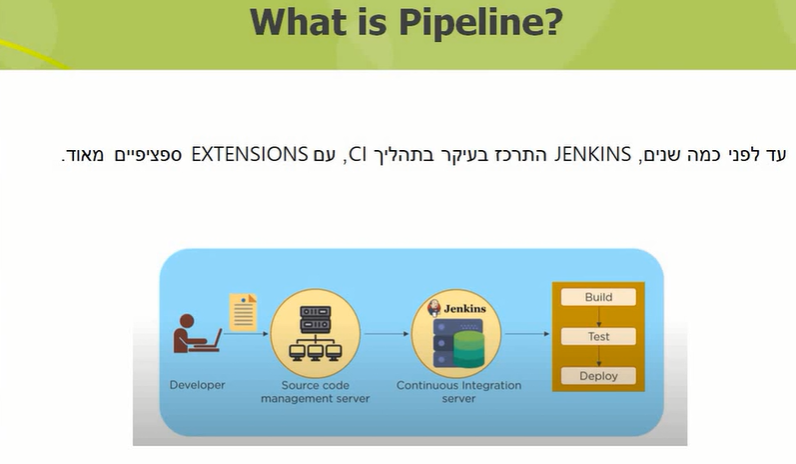 What is Pipeline?
עד לפני כמה שנים, JENKINS התרכז בעיקר בתהליך CI, עם EXTENSIONS ספציפיים מאוד.
Jenkins
Build
Test
Deploy
Developer
Source code
management server
Continuous Integration
server